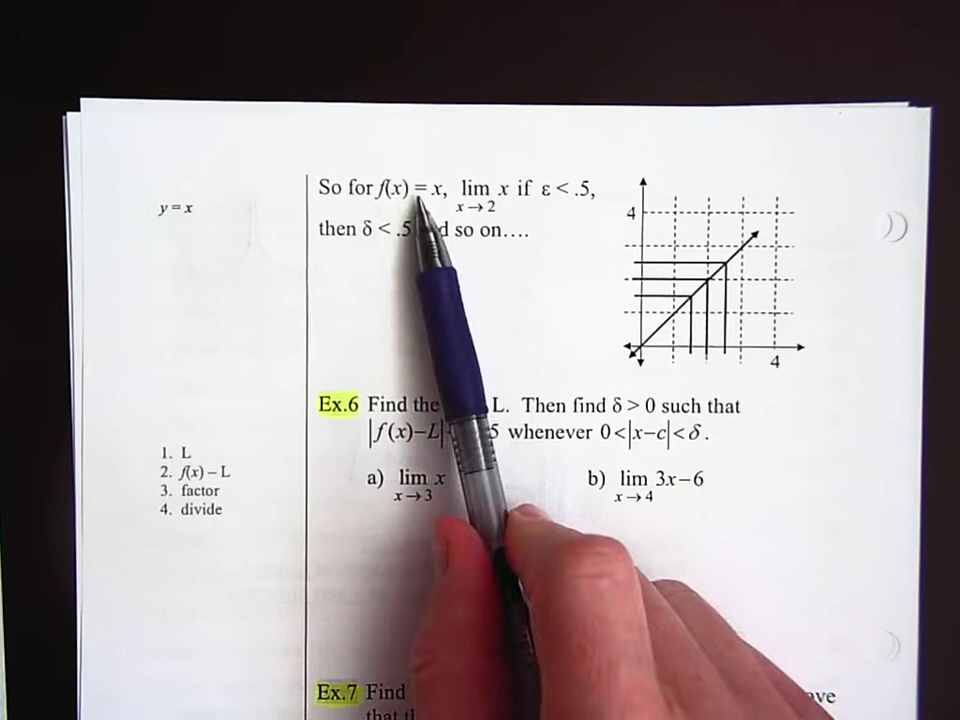 y = x
So for f(x) = x, lim x if ε < .5,
x→2
then δ < .5 so on....
4
4
Ex.6 Find the L. Then find δ > 0 such that
|f(x)–L| 5 whenever 0<|x–c|<δ.
1. L
2. f(x) – L
3. factor
4. divide
a) lim x
x→3
b) lim 3x–6
x→4
Ex.7 Find